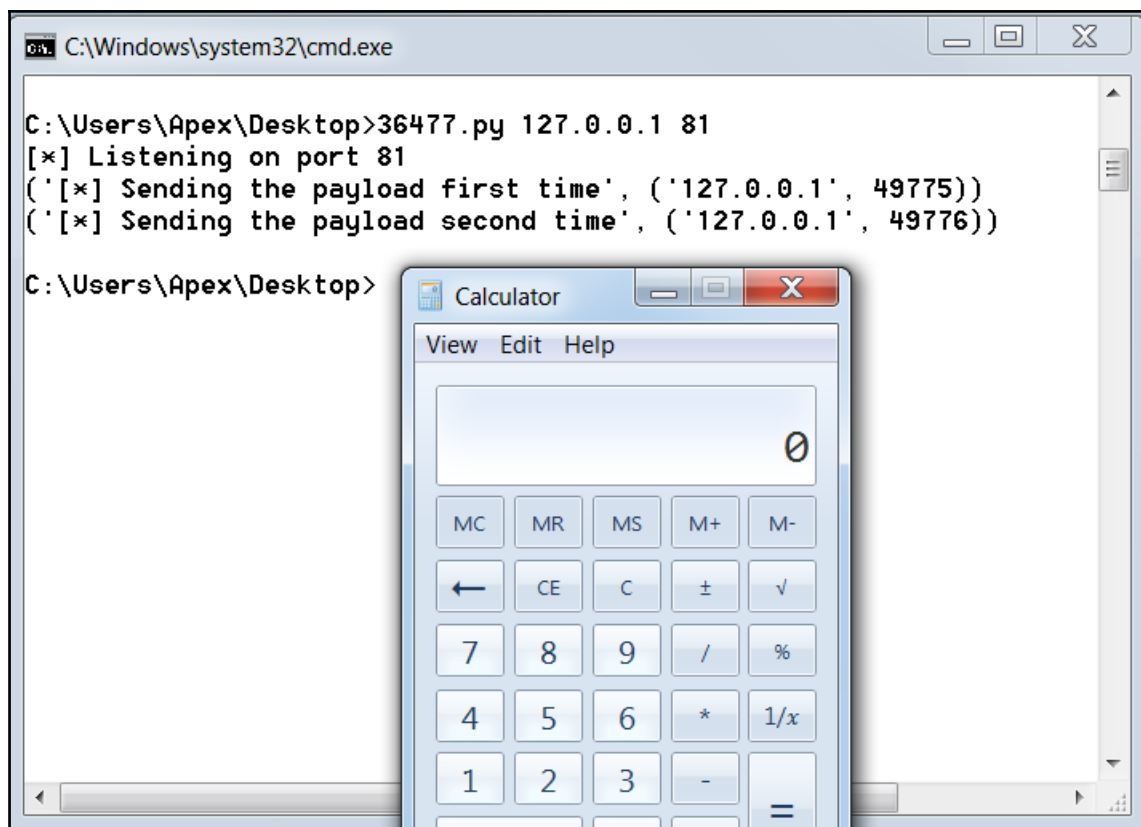 C:\Windows\system32\cmd.exe
C:\Users\Apex\Desktop>36477.py 127.0.0.1 81
[*] Listening on port 81
('[*] Sending the payload first time', ('127.0.0.1', 49775))
('[*] Sending the payload second time', ('127.0.0.1', 49776))
C:\Users\Apex\Desktop>
Calculator
View Edit Help
0
MC MR MS M+ M-
← CE C ± √
7 8 9 / %
4 5 6 * 1/x
1 2 3 - =